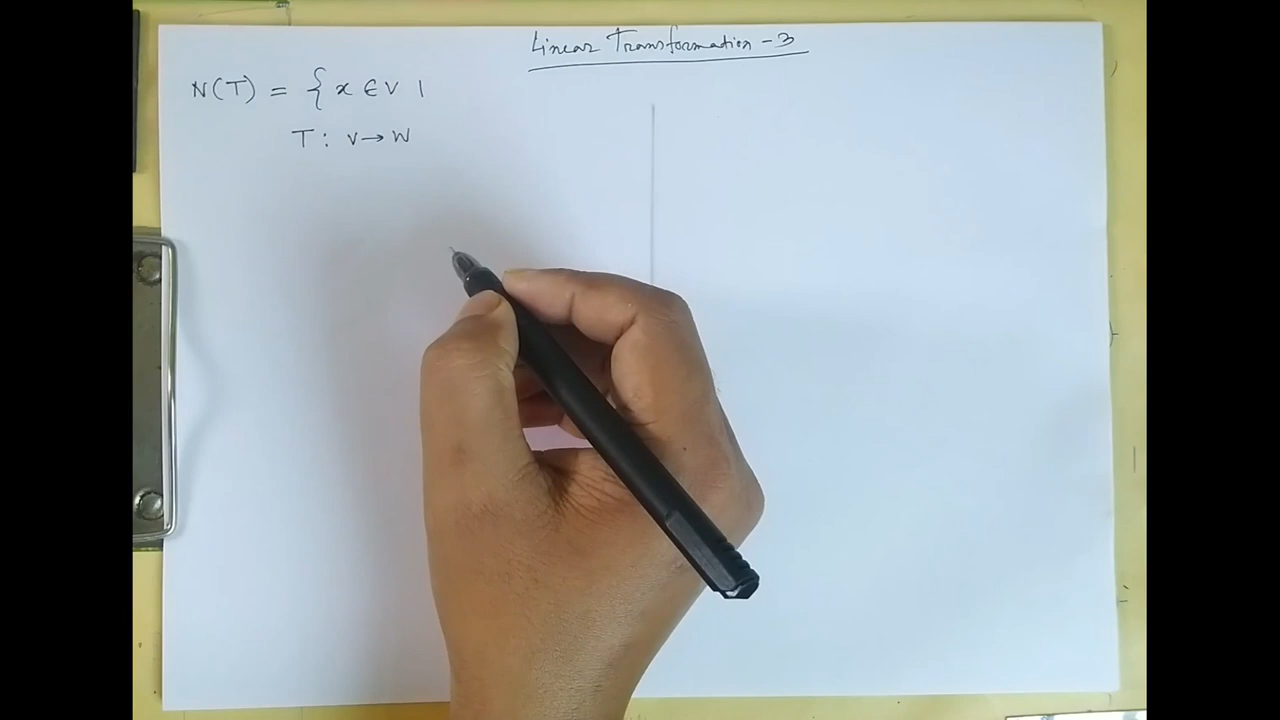 Linear Transformation - 3
N(T) = { x ∈ V |
T : V → W